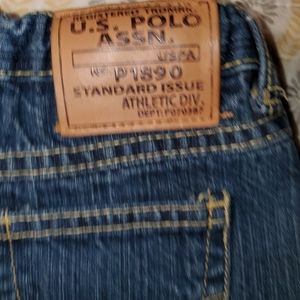 REGISTERED TRDMRK.
U.S. POLO
ASSN.
USPA
P1890
STANDARD ISSUE
ATHLETIC DIV.